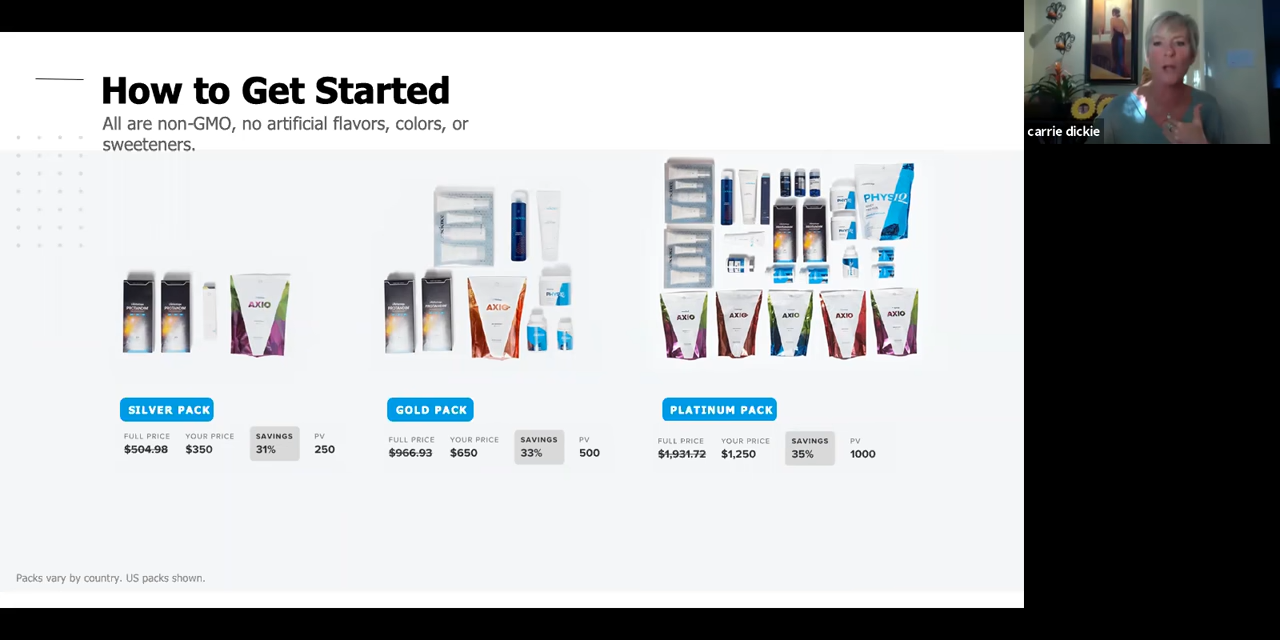 How to Get Started
All are non-GMO, no artificial flavors, colors, or
sweeteners.
carrie dickie
AXIO
AXIO
PHYSIQ
AXIO
AXIO
AXIO
AXIO
AXIO
SILVER PACK
FULL PRICE YOUR PRICE SAVINGS PV
$504.98 $350 31% 250
GOLD PACK
FULL PRICE YOUR PRICE SAVINGS PV
$966.93 $650 33% 500
PLATINUM PACK
FULL PRICE YOUR PRICE SAVINGS PV
$1,931.72 $1,250 35% 1000
Packs vary by country. US packs shown.